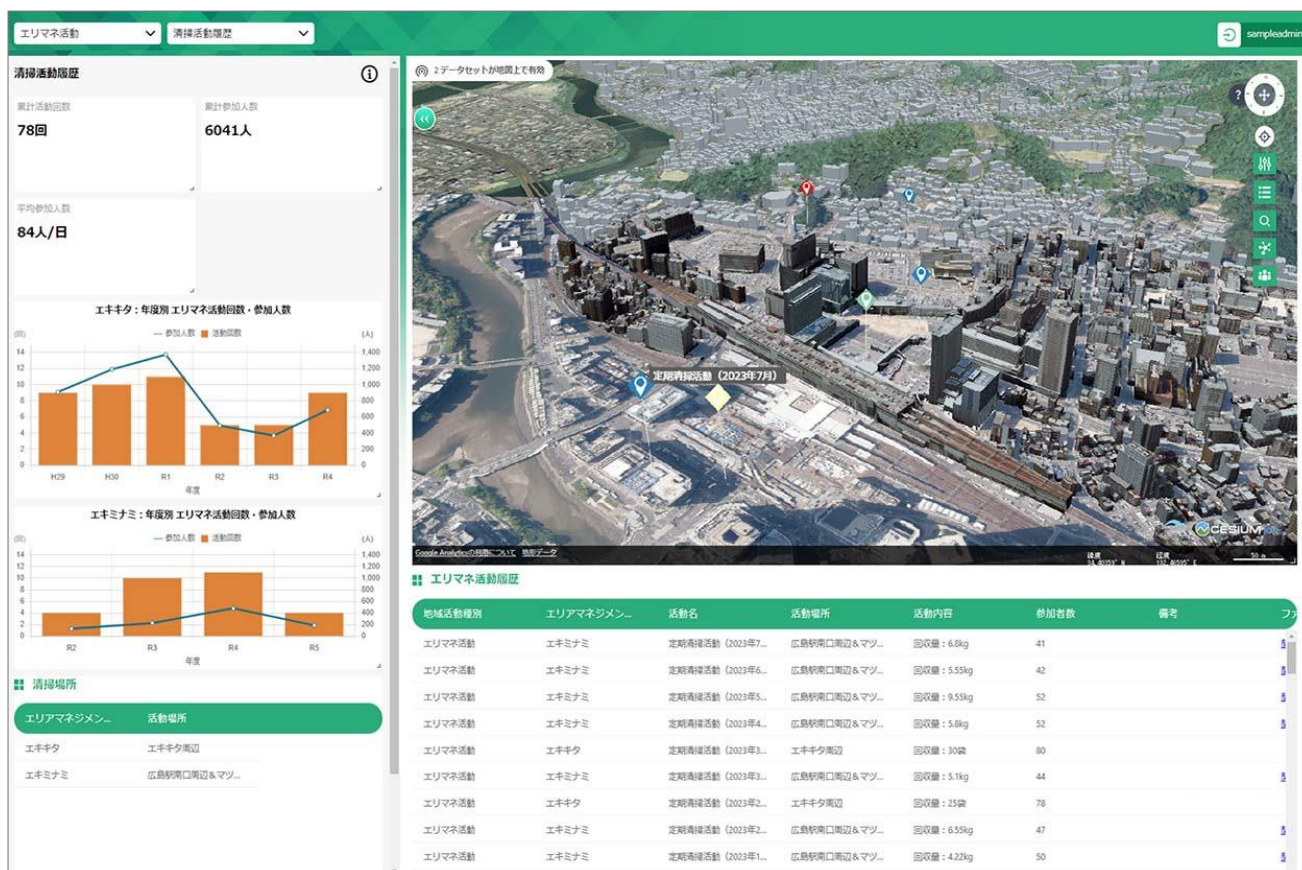 エリマネ活動
清掃活動履歴
sampleadmin
清掃活動履歴
累計活動回数
78回
累計参加人数
6041人
平均参加人数
84人/日
エキキタ：年度別 エリマネ活動回数・参加人数
(回) 参加人数 活動回数 (人)
14 1,400
12 1,200
10 1,000
8 800
6 600
4 400
2 200
0 0
H29 H30 R1 R2 R3 R4
年度
エキミナミ：年度別 エリマネ活動回数・参加人数
(回) 参加人数 活動回数 (人)
14 1,400
12 1,200
10 1,000
8 800
6 600
4 400
2 200
0 0
R2 R3 R4 R5
年度
清掃場所
エリアマネジメン... 活動場所
エキキタ エキキタ周辺
エキミナミ 広島駅南口周辺＆マツ...
2 データセットが地図上で有効
?
定期清掃活動（2023年7月）
CESIUM ion
Google Analyticsの利用について 地形データ
緯度 経度 50 m
エリマネ活動履歴
地域活動種別 エリアマネジメン... 活動名 活動場所 活動内容 参加者数 備考 ファ
エリマネ活動 エキミナミ 定期清掃活動（2023年7... 広島駅南口周辺＆マツ... 回収量：6.8kg 41
エリマネ活動 エキミナミ 定期清掃活動（2023年6... 広島駅南口周辺＆マツ... 回収量：5.55kg 42
エリマネ活動 エキミナミ 定期清掃活動（2023年5... 広島駅南口周辺＆マツ... 回収量：9.55kg 52
エリマネ活動 エキミナミ 定期清掃活動（2023年4... 広島駅南口周辺＆マツ... 回収量：5.8kg 52
エリマネ活動 エキキタ 定期清掃活動（2023年3... エキキタ周辺 回収量：30袋 80
エリマネ活動 エキミナミ 定期清掃活動（2023年3... 広島駅南口周辺＆マツ... 回収量：5.1kg 44
エリマネ活動 エキキタ 定期清掃活動（2023年2... エキキタ周辺 回収量：25袋 78
エリマネ活動 エキミナミ 定期清掃活動（2023年2... 広島駅南口周辺＆マツ... 回収量：6.55kg 47
エリマネ活動 エキミナミ 定期清掃活動（2023年1... 広島駅南口周辺＆マツ... 回収量：4.22kg 50